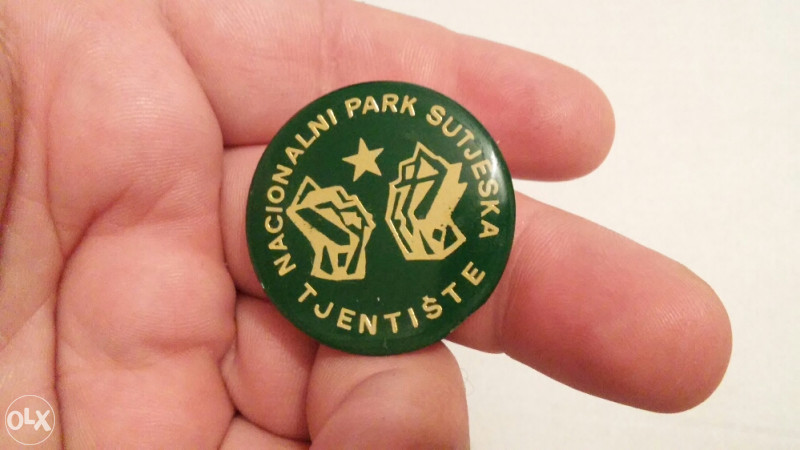 NACIONALNI PARK SUTJESKA
TJENTIŠTE
OLX